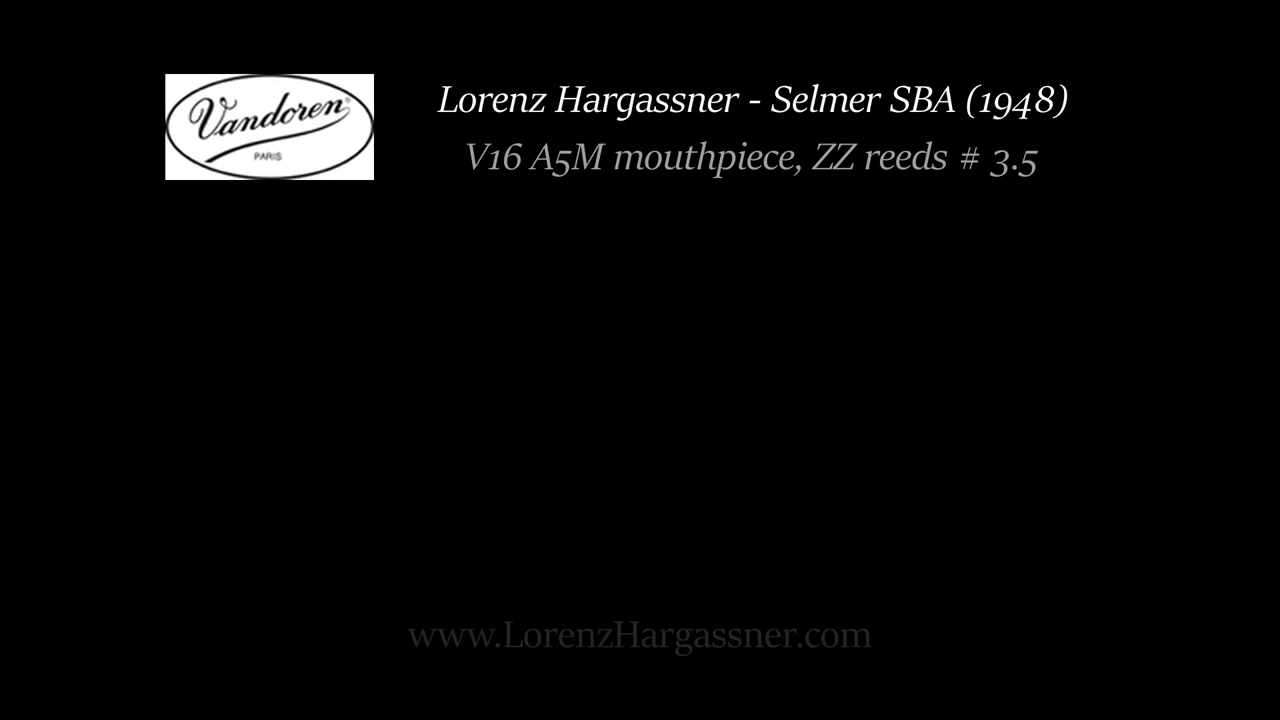 Vandoren®
PARIS
Lorenz Hargassner - Selmer SBA (1948)
V16 A5M mouthpiece, ZZ reeds # 3.5
www.LorenzHargassner.com